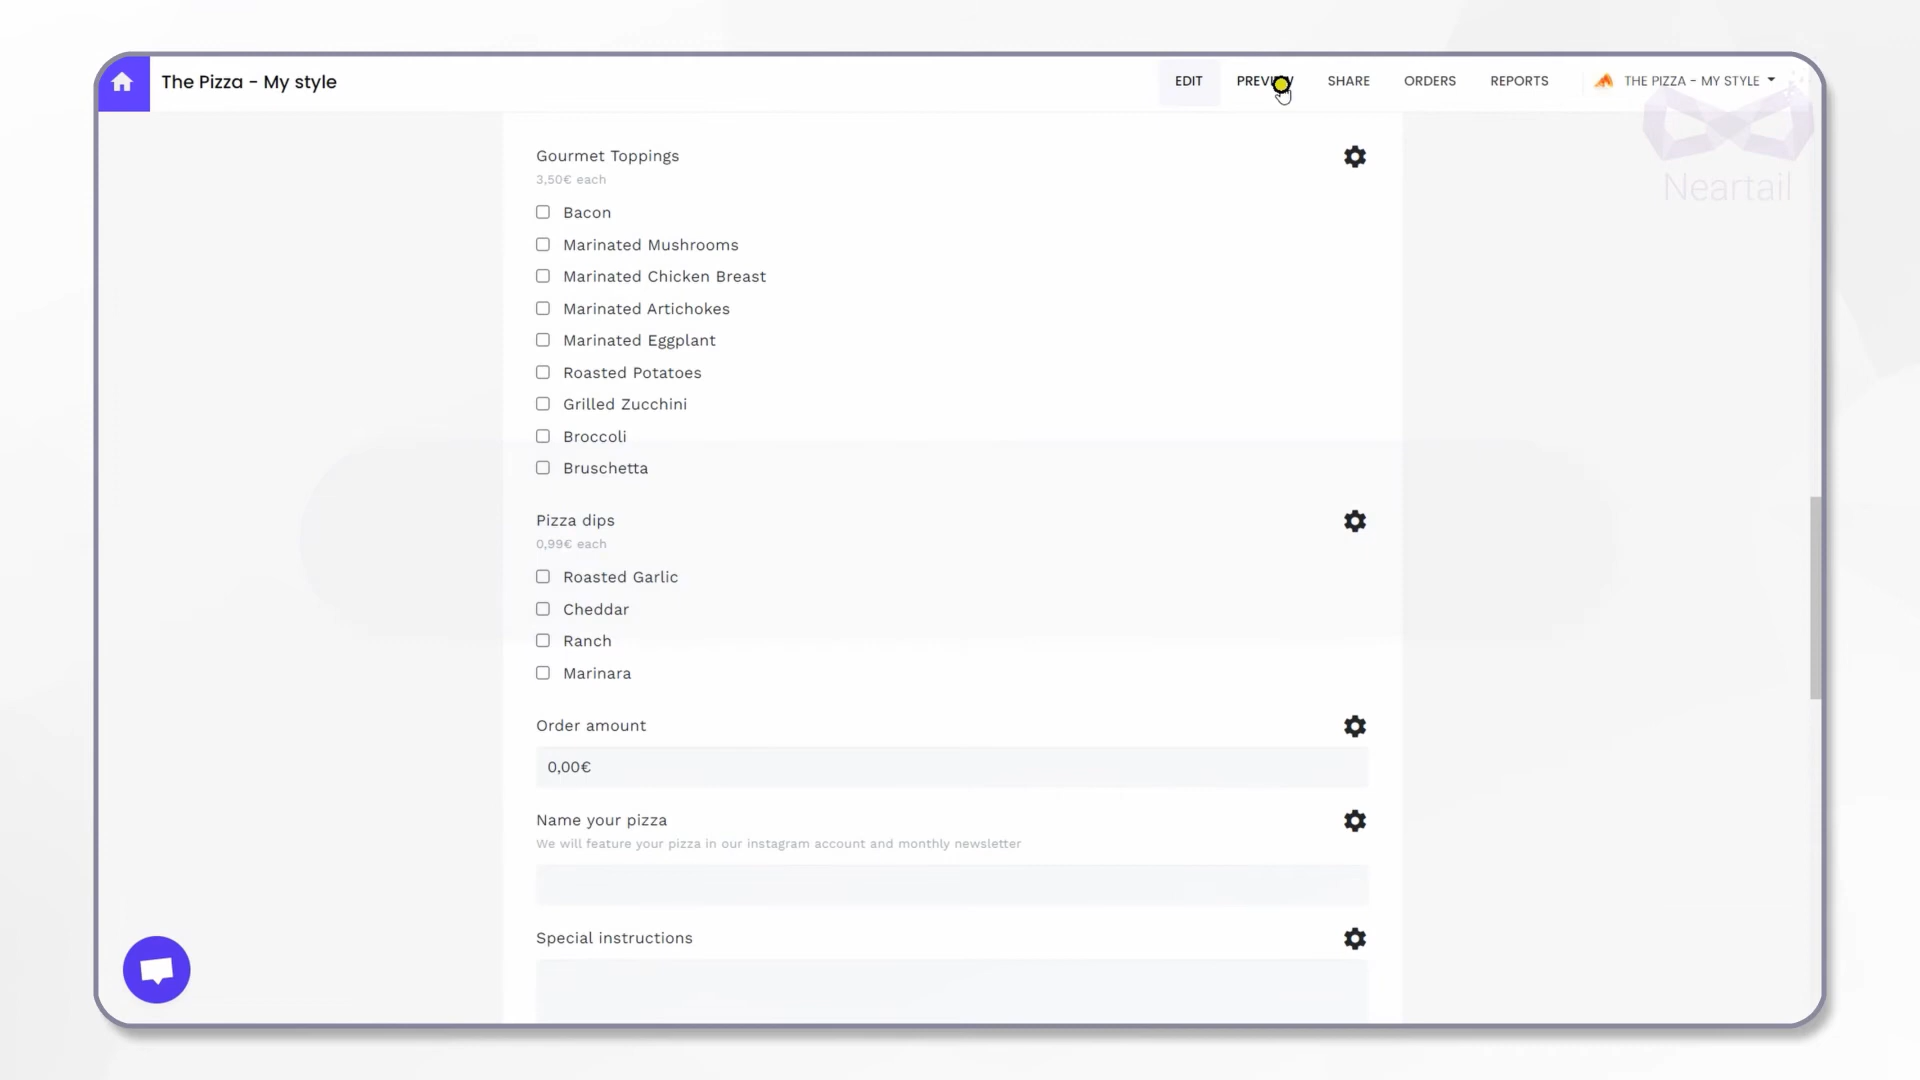 The Pizza - My style
EDIT
PREVIEW
SHARE
ORDERS
REPORTS
THE PIZZA - MY STYLE
Neartail
Gourmet Toppings
3,50€ each
Bacon
Marinated Mushrooms
Marinated Chicken Breast
Marinated Artichokes
Marinated Eggplant
Roasted Potatoes
Grilled Zucchini
Broccoli
Bruschetta
Pizza dips
0,99€ each
Roasted Garlic
Cheddar
Ranch
Marinara
Order amount
0,00€
Name your pizza
We will feature your pizza in our instagram account and monthly newsletter
Special instructions